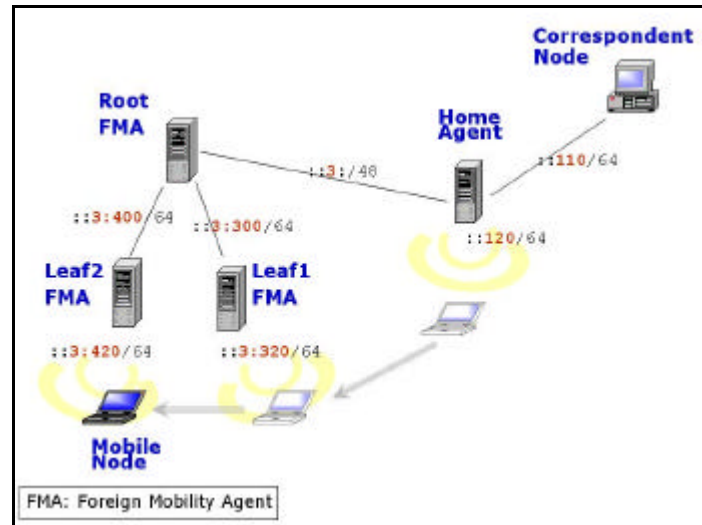 Correspondent
Node
Root
FMA
Home
Agent
::3:/48
::110/64
::3:400/64
::3:300/64
::120/64
Leaf2
FMA
Leaf1
FMA
::3:420/64
::3:320/64
Mobile
Node
FMA: Foreign Mobility Agent